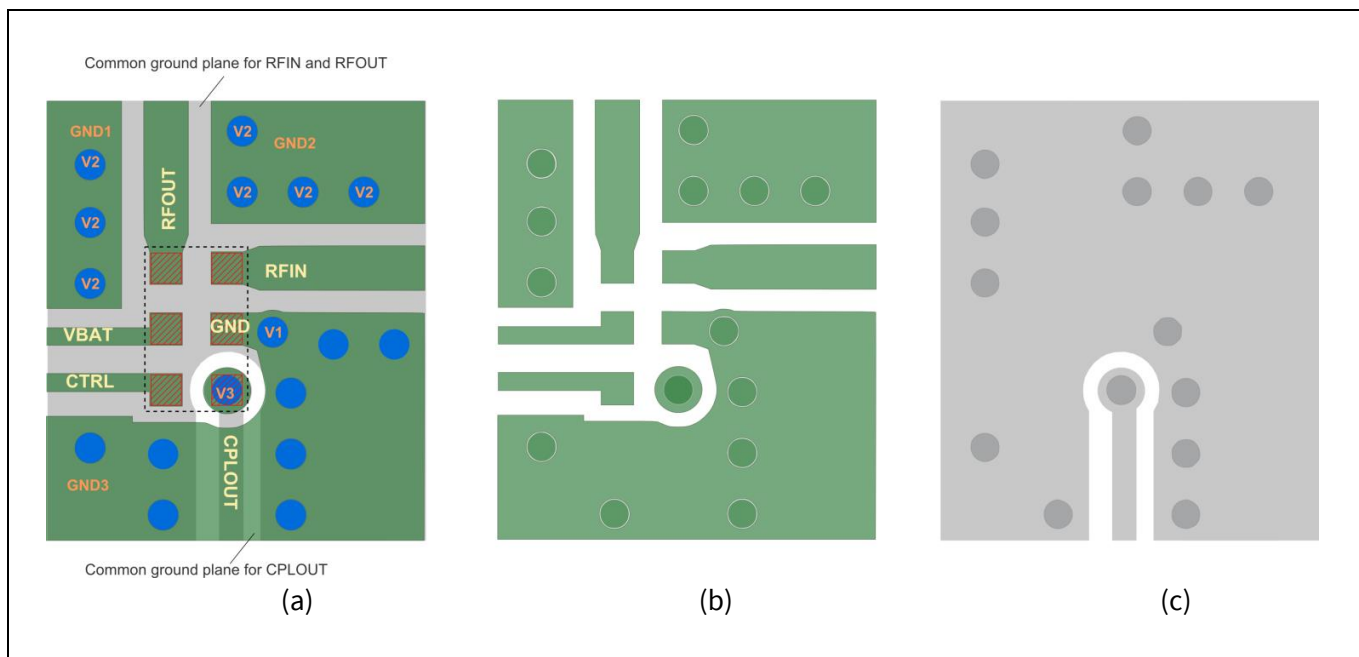 Common ground plane for RFIN and RFOUT
GND1
V2
GND2
V2
V2
V2
V2
RFOUT
V2
V2
RFIN
VBAT
GND
V1
CTRL
V3
CPLOUT
GND3
Common ground plane for CPLOUT
(a)
(b)
(c)